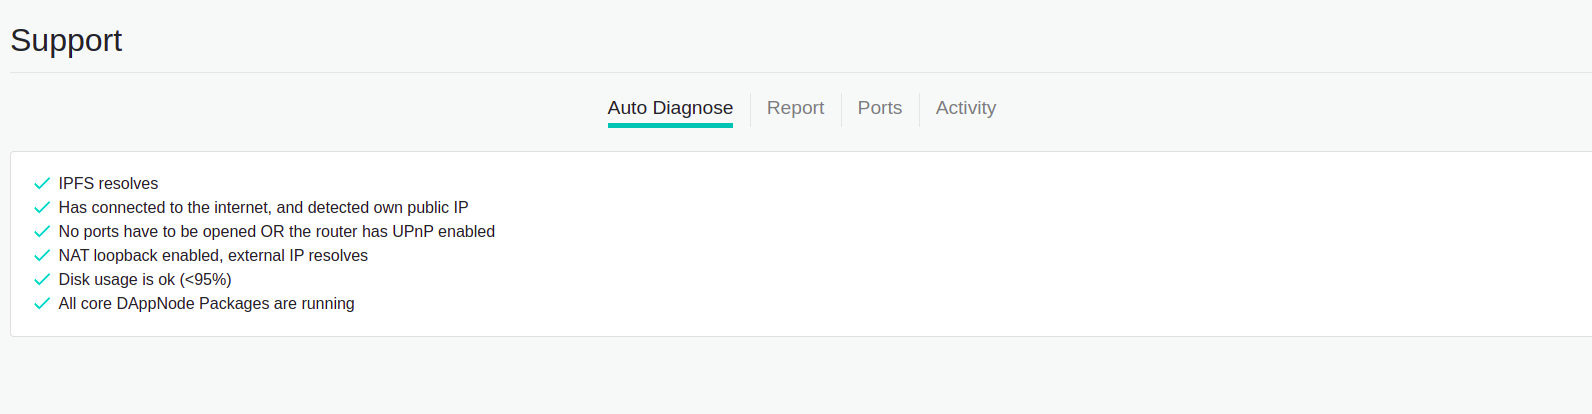 Support
Auto Diagnose
Report
Ports
Activity
IPFS resolves
Has connected to the internet, and detected own public IP
No ports have to be opened OR the router has UPnP enabled
NAT loopback enabled, external IP resolves
Disk usage is ok (<95%)
All core DAppNode Packages are running